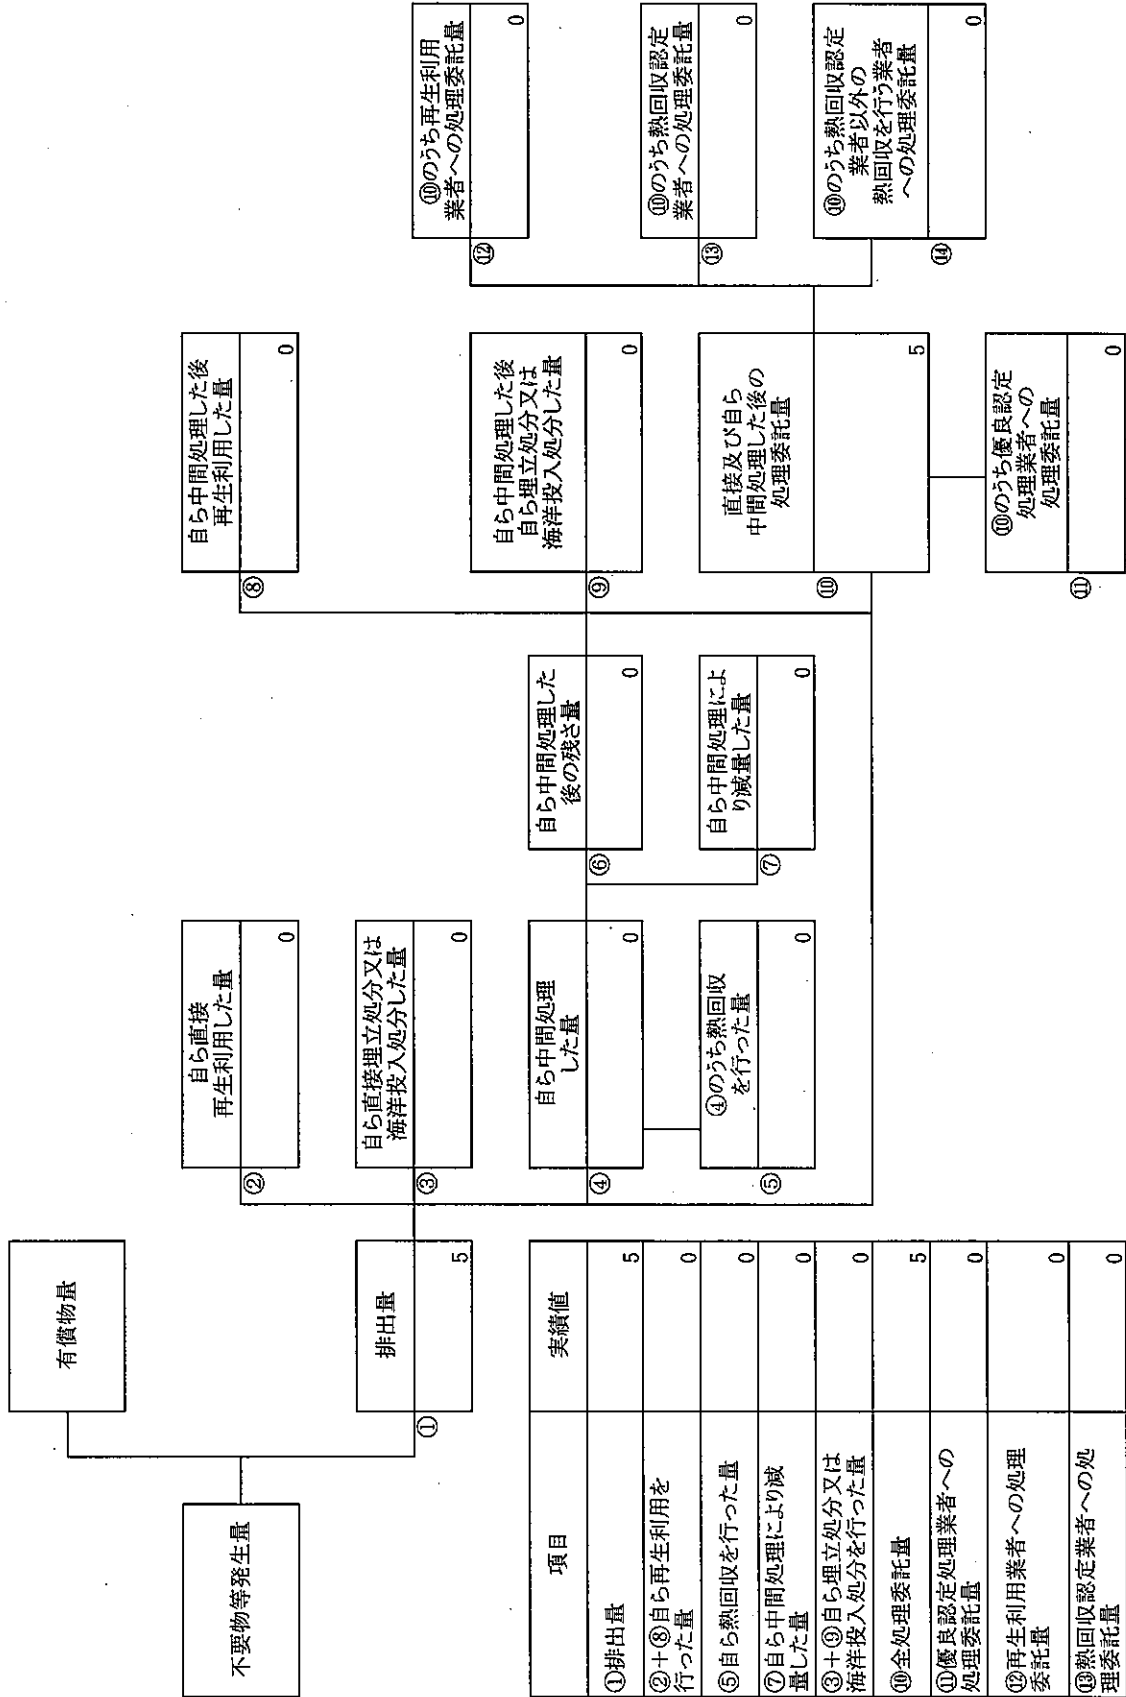 不要物等発生量
有償物量
①
排出量
5
②
自ら直接
再生利用した量
0
③
自ら直接埋立処分又は
海洋投入処分した量
0
④
自ら中間処理
した量
0
⑤
④のうち熱回収
を行った量
0
⑥
自ら中間処理した
後の残さ量
0
⑦
自ら中間処理によ
り減量した量
0
⑧
自ら中間処理した後
再生利用した量
0
⑨
自ら中間処理した後
自ら埋立処分又は
海洋投入処分した量
0
⑩
直接及び自ら
中間処理した後の
処理委託量
5
⑪
⑩のうち優良認定
処理業者への
処理委託量
0
⑫
⑩のうち再生利用
業者への処理委託量
0
⑬
⑩のうち熱回収認定
業者への処理委託量
0
⑭
⑩のうち熱回収認定
業者以外の
熱回収を行う業者
への処理委託量
0
項目 実績値
①排出量 5
②+⑧自ら再生利用を
行った量 0
⑤自ら熱回収を行った量 0
⑦自ら中間処理により減
量した量 0
③+⑨自ら埋立処分又は
海洋投入処分を行った量 0
⑩全処理委託量 5
⑪優良認定処理業者への
処理委託量 0
⑫再生利用業者への処理
委託量 0
⑬熱回収認定業者への処
理委託量 0